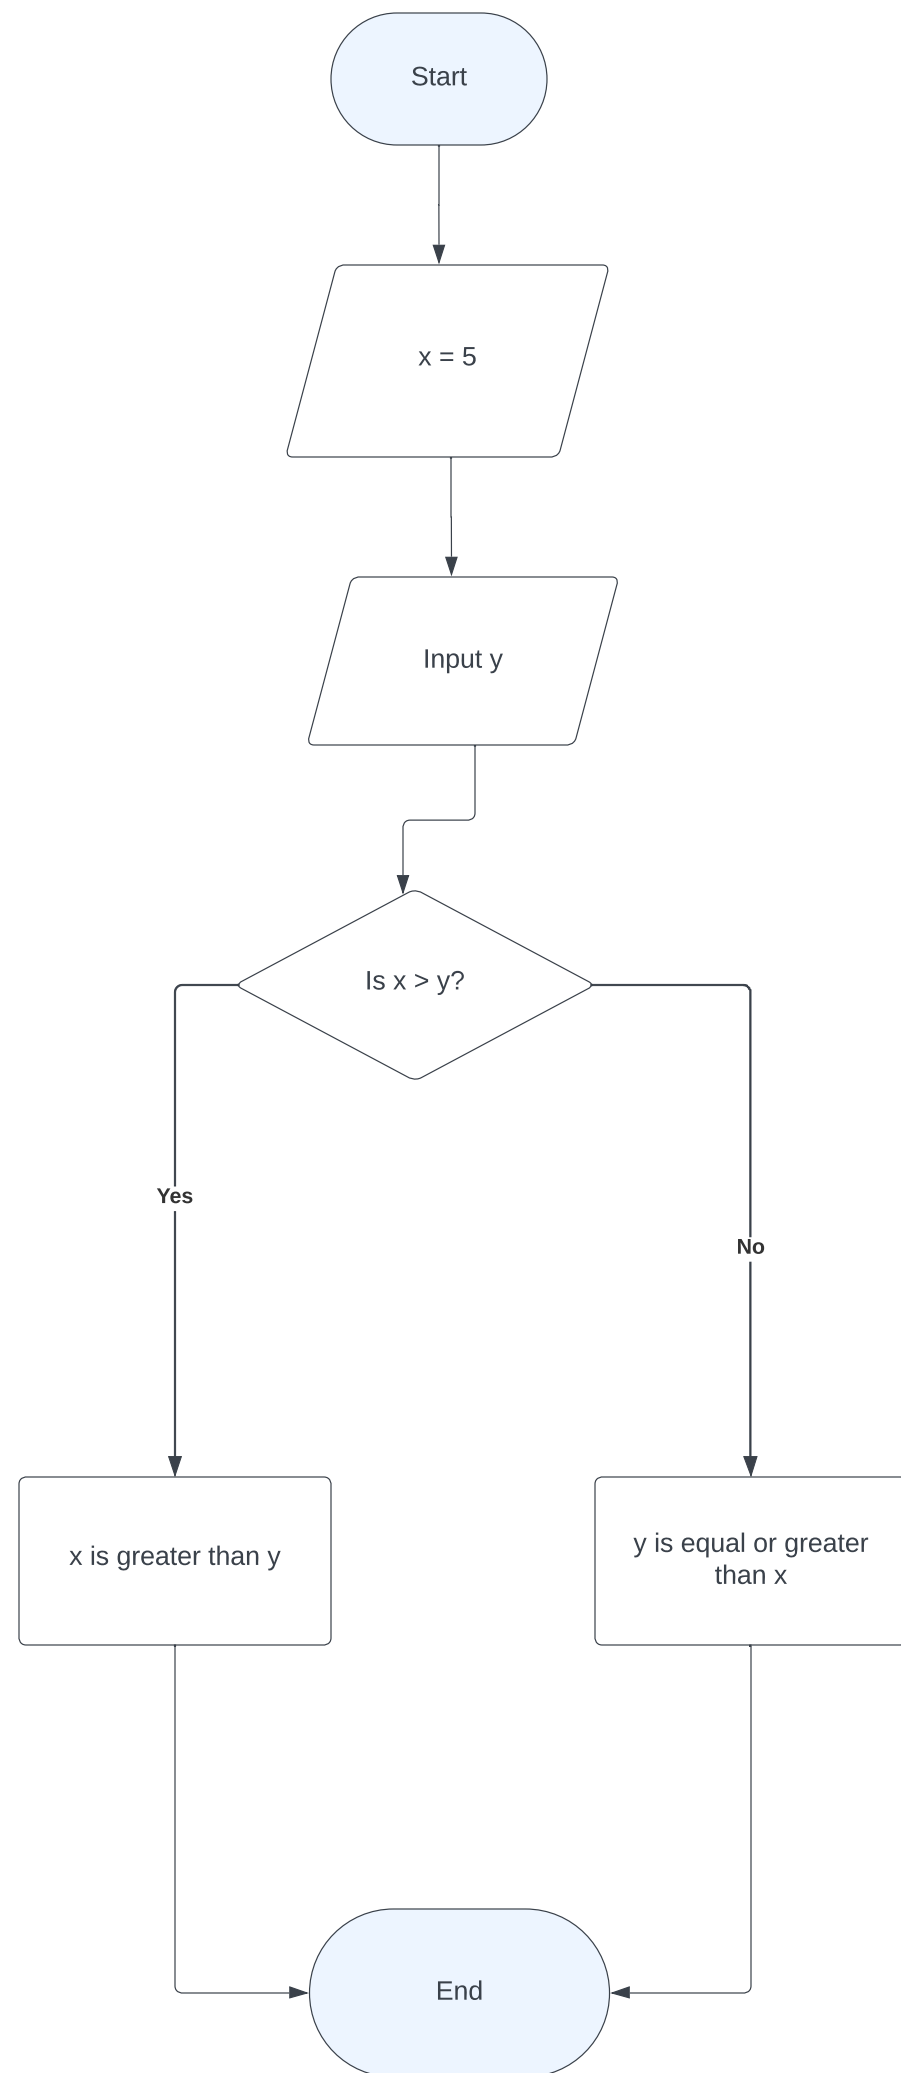 Start
x = 5
Input y
Is x > y?
Yes
No
x is greater than y
y is equal or greater
than x
End